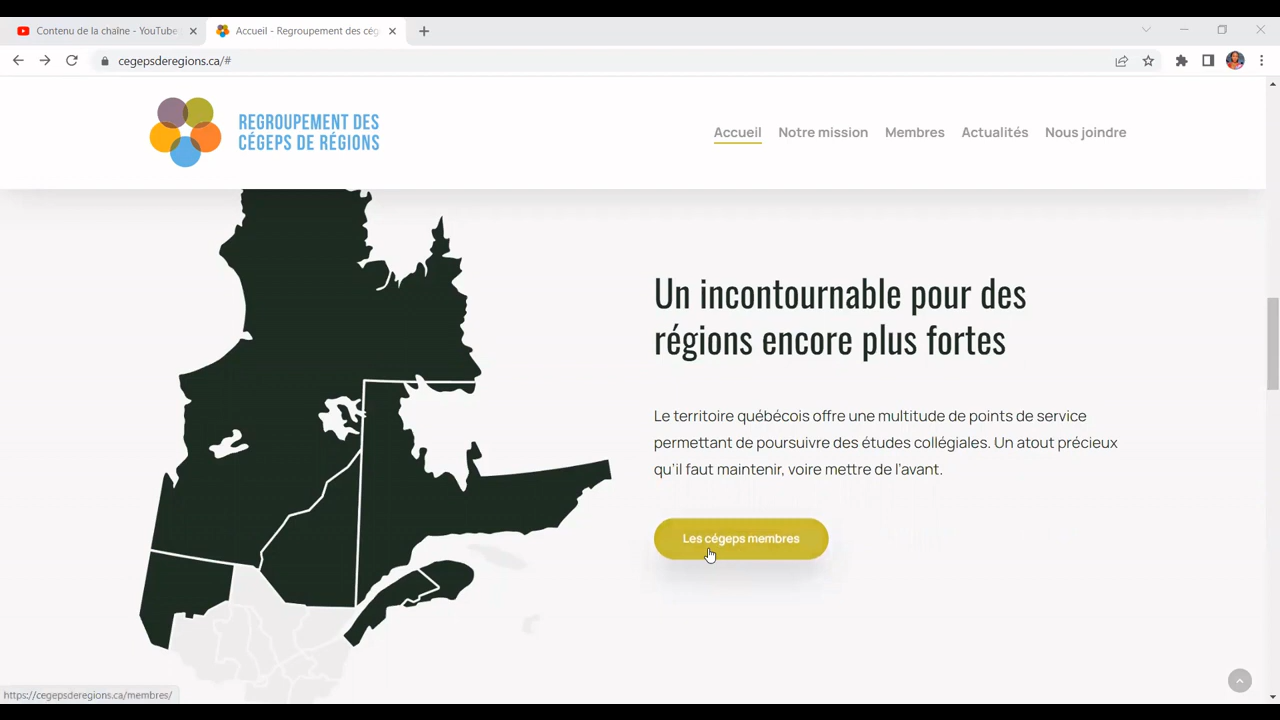 Contenu de la chaîne - YouTube
Accueil - Regroupement des cég
cegepsderegions.ca/#
REGROUPEMENT DES
CÉGEPS DE RÉGIONS
Accueil Notre mission Membres Actualités Nous joindre
Un incontournable pour des
régions encore plus fortes
Le territoire québécois offre une multitude de points de service
permettant de poursuivre des études collégiales. Un atout précieux
qu'il faut maintenir, voire mettre de l'avant.
Les cégeps membres
https://cegepsderegions.ca/membres/